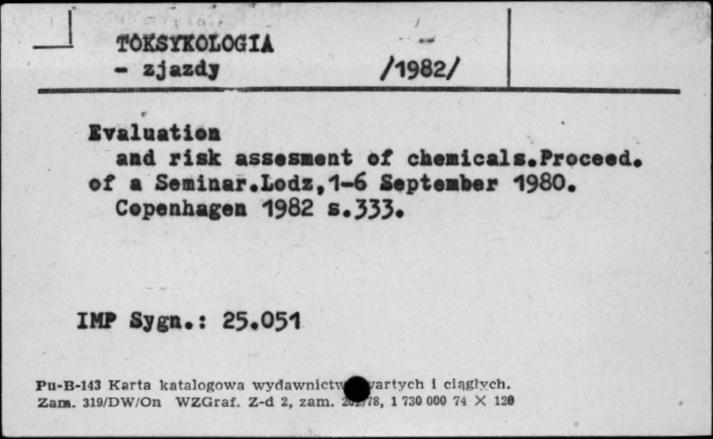 TOKSYKOLOGIA
- zjazdy /1982/
Evaluation
and risk assesment of chemicals.Proceed.
of a Seminar.Lodz,1-6 September 1980.
Copenhagen 1982 s.333.
IMP Sygn.: 25.051
Pu-B-143 Karta katalogowa wydawnictw i ciągłych.
Zam. 319/DW/On WZGraf. Z-d 2, zam. 1 730 000 74 X 120